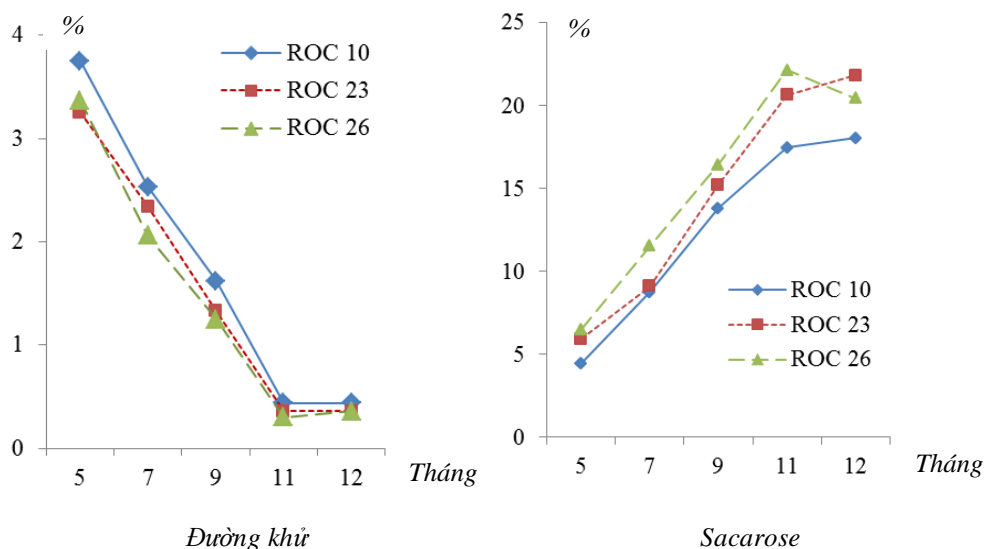 %
4
3
2
1
0
ROC 10
ROC 23
ROC 26
5 7 9 11 12
Tháng
Đường khử
%
25
20
15
10
5
0
ROC 10
ROC 23
ROC 26
5 7 9 11 12
Tháng
Sacarose